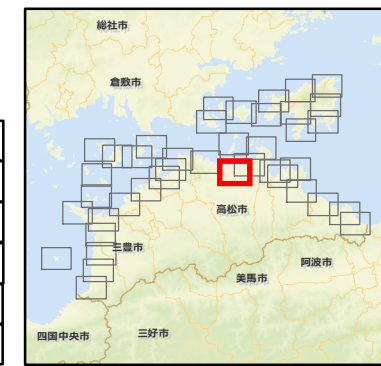 総社市
倉敷市
高松市
三豊市
阿波市
美馬市
四国中央市
三好市